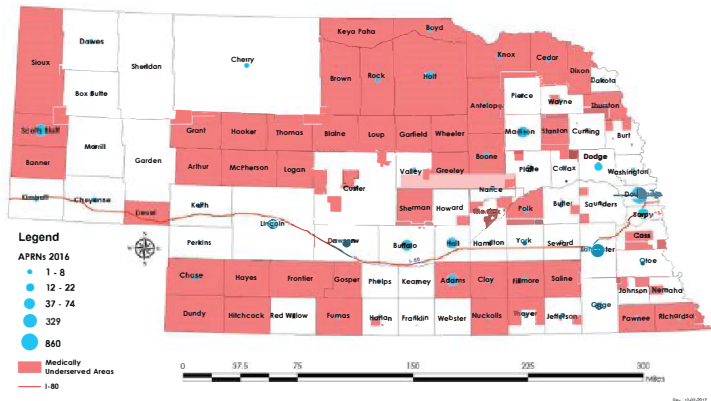 Keya Paha
Boyd
Sioux
Dawes
Sheridan
Cherry
Knox
Cedar
Dixon
Dakota
Brown
Rock
Holt
Box Butte
Antelope
Pierce
Wayne
Thurston
Scotts Bluff
Grant
Hooker
Thomas
Blaine
Loup
Garfield
Wheeler
Madison
Stanton
Cuming
Burt
Banner
Morrill
Garden
Arthur
McPherson
Logan
Custer
Valley
Greeley
Boone
Platte
Colfax
Dodge
Washington
Nance
Kimball
Cheyenne
Deuel
Keith
Lincoln
Sherman
Howard
Polk
Butler
Saunders
Sarpy
Perkins
Dawson
Buffalo
Hall
Hamilton
York
Seward
Lancaster
Cass
Otoe
I-80
Chase
Hayes
Frontier
Gosper
Phelps
Kearney
Adams
Clay
Fillmore
Saline
Johnson
Nemaha
Dundy
Hitchcock
Red Willow
Furnas
Franklin
Webster
Nuckolls
Thayer
Jefferson
Gage
Pawnee
Legend
APRNs 2016
1 - 8
12 - 22
37 - 74
329
860
Medically
Underserved Areas
I-80
0 37.5 75 150 225 300
Miles